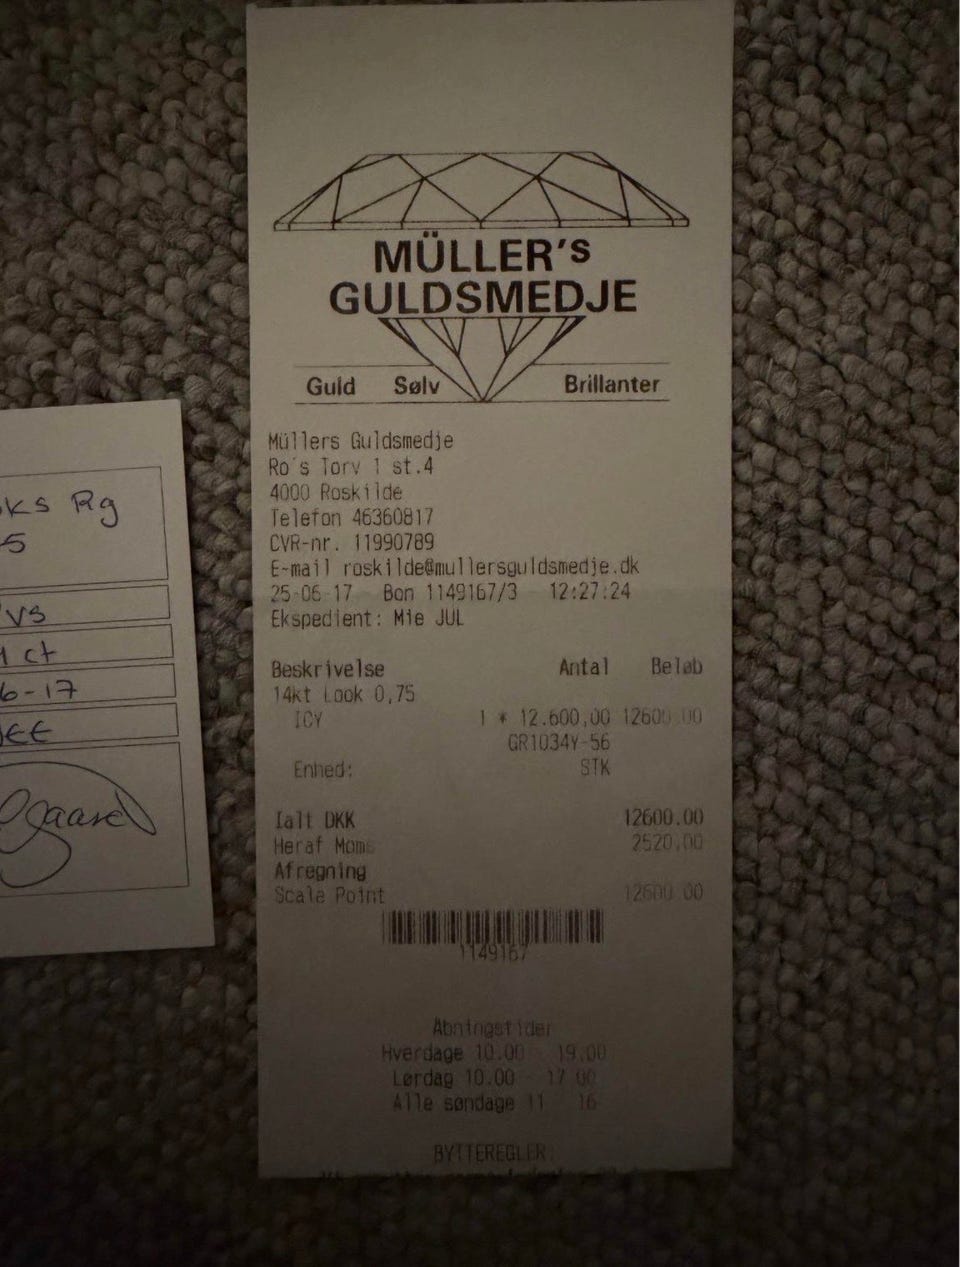 ks Rg
5
VS
ct
6-17
MÜLLER'S
GULDSMEDJE
Guld Sølv Brillanter
Müllers Guldsmedje
Ro's Torv 1 st.4
4000 Roskilde
Telefon 46360817
CVR-nr. 11990789
E-mail roskilde@mullersguldsmedje.dk
25-06-17 Bon 1149167/3 12:27:24
Ekspedient: Mie JUL
Beskrivelse Antal Beløb
14kt Look 0,75
ICY 1 * 12.600,00 12600.00
GR1034Y-56
Enhed: STK
Ialt DKK 12600.00
Heraf Moms 2520,00
Afregning
Scale Point 12600.00
1149167
Åbningstider
Hverdage 10.00 - 19.00
Lørdag 10.00 - 17.00
Alle søndage 11 - 16
BYTTEREGLER: